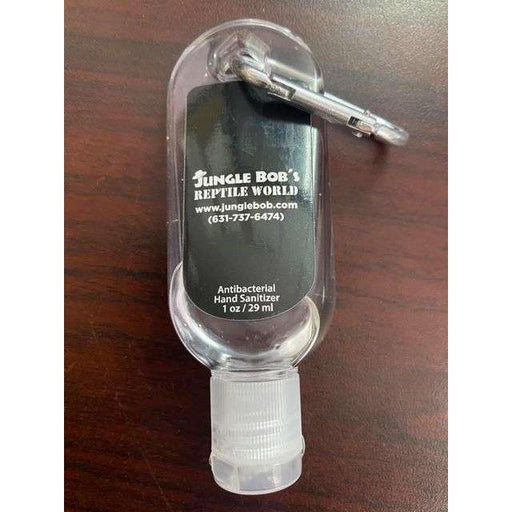 JUNGLE BOB'S
REPTILE WORLD
www.junglebob.com
(631-737-6474)
Antibacterial
Hand Sanitizer
1 oz / 29 ml